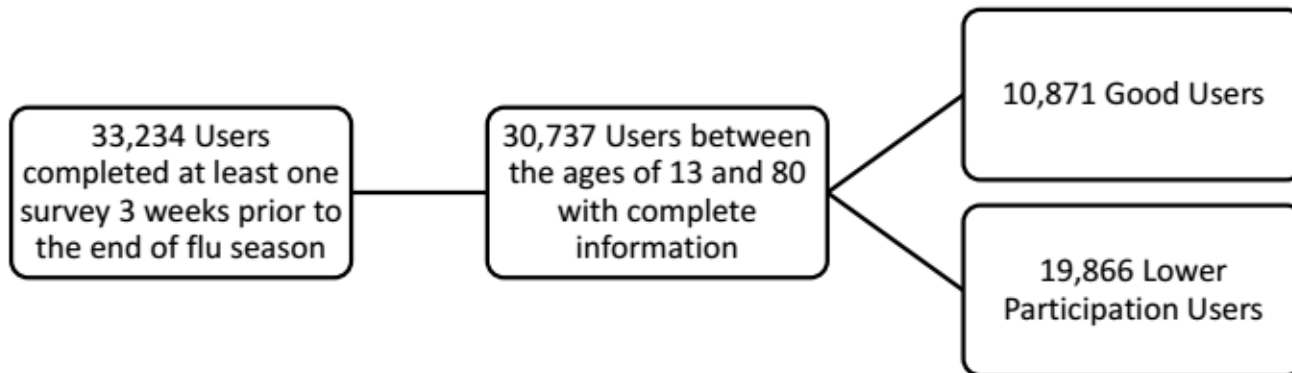 33,234 Users
completed at least one
survey 3 weeks prior to
the end of flu season
30,737 Users between
the ages of 13 and 80
with complete
information
10,871 Good Users
19,866 Lower
Participation Users